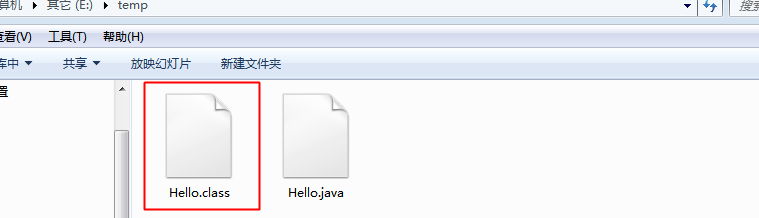 算机 ▸ 其它 (E:) ▸ temp
搜索
查看(V) 工具(T) 帮助(H)
库中 共享 放映幻灯片 新建文件夹
置
Hello.class Hello.java